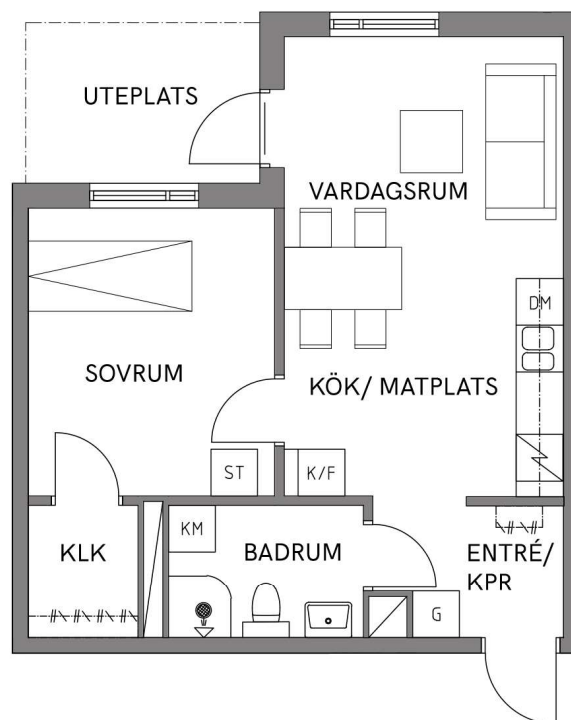 UTEPLATS
VARDAGSRUM
DM
SOVRUM
KÖK/ MATPLATS
ST
K/F
KM
KLK
BADRUM
ENTRÉ/
KPR
G